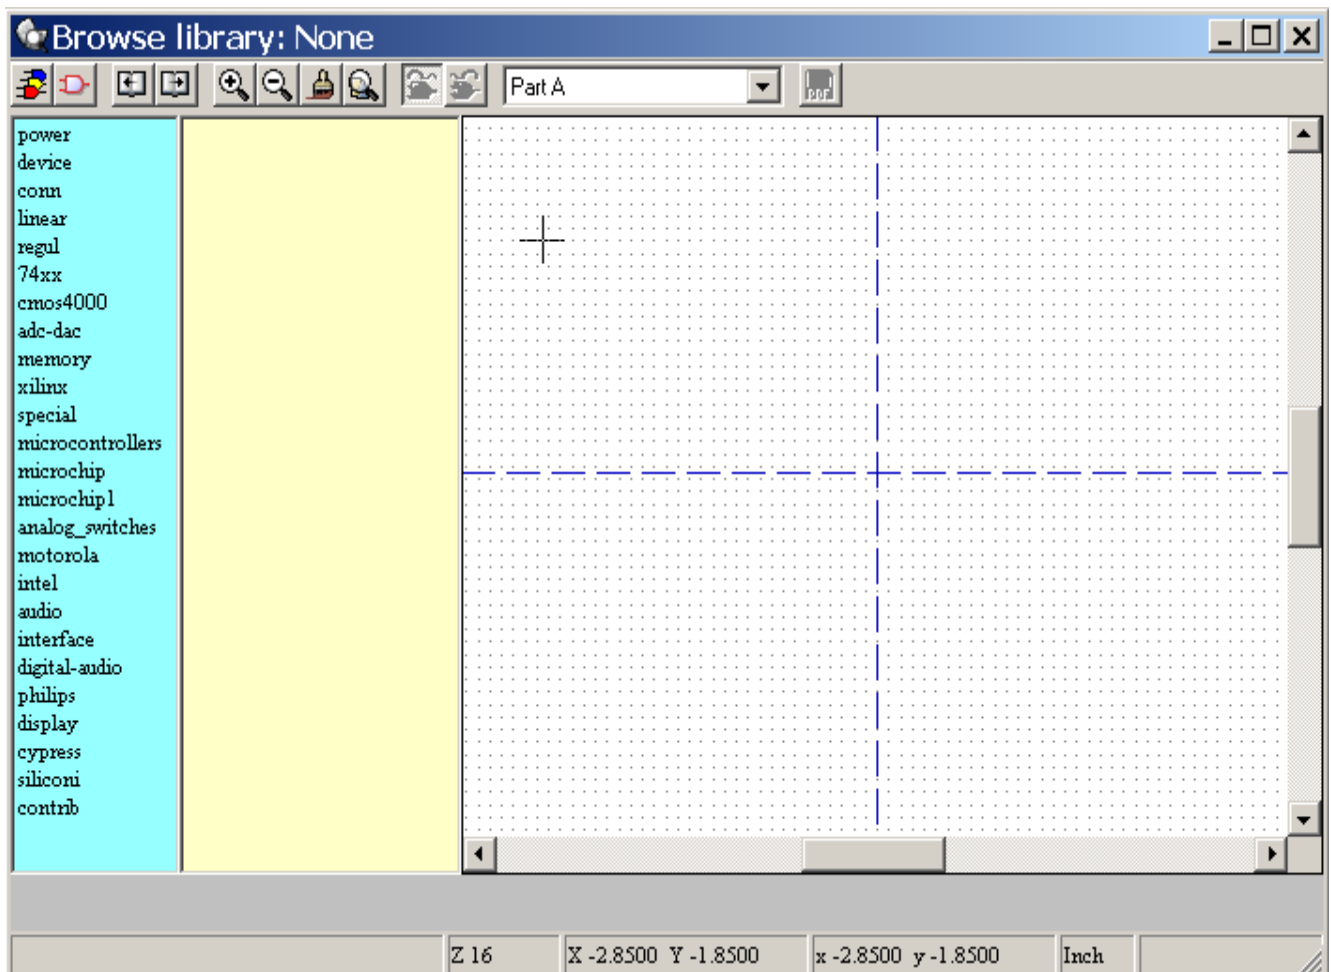 Browse library: None
Part A
PDF
power
device
conn
linear
regul
74xx
cmos4000
adc-dac
memory
xilinx
special
microcontrollers
microchip
microchip1
analog_switches
motorola
intel
audio
interface
digital-audio
philips
display
cypress
siliconi
contrib
Z 16 X -2.8500 Y -1.8500 x -2.8500 y -1.8500 Inch